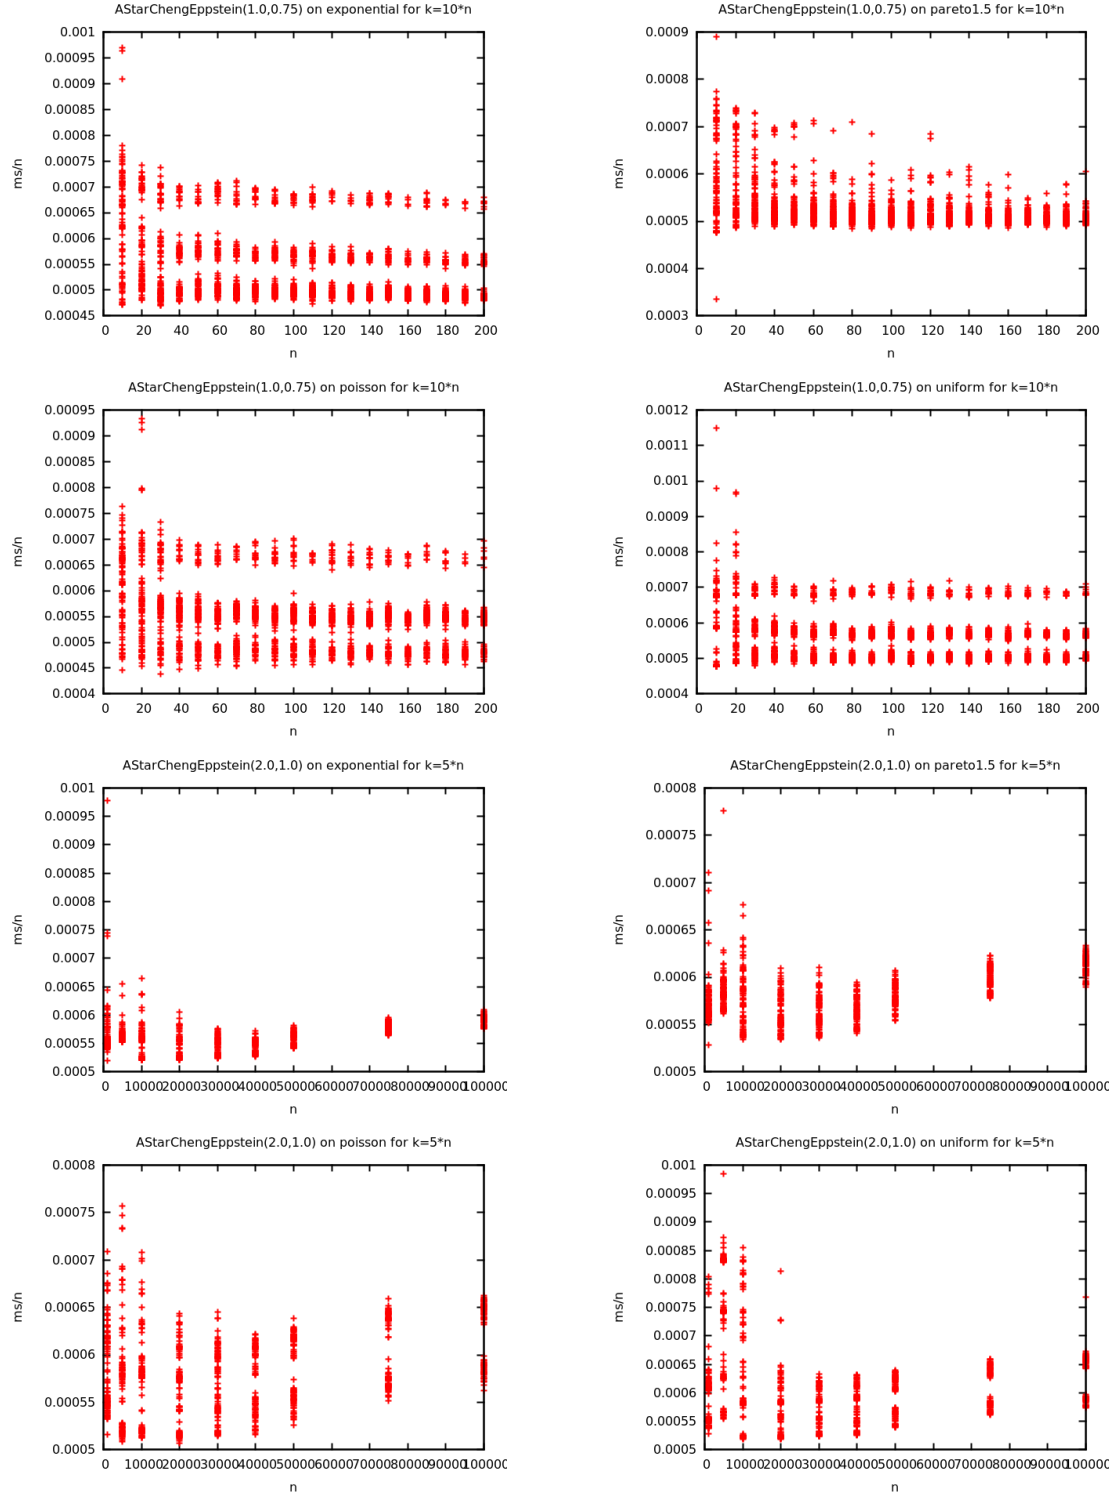 AStarChengEppstein(1.0,0.75) on exponential for k=10*n
0.001
0.00095
0.0009
0.00085
0.0008
0.00075
0.0007
0.00065
0.0006
0.00055
0.0005
0.00045
ms/n
0 20 40 60 80 100 120 140 160 180 200
n
AStarChengEppstein(1.0,0.75) on pareto1.5 for k=10*n
0.0009
0.0008
0.0007
0.0006
0.0005
0.0004
0.0003
ms/n
0 20 40 60 80 100 120 140 160 180 200
n
AStarChengEppstein(1.0,0.75) on poisson for k=10*n
0.00095
0.0009
0.00085
0.0008
0.00075
0.0007
0.00065
0.0006
0.00055
0.0005
0.00045
0.0004
ms/n
0 20 40 60 80 100 120 140 160 180 200
n
AStarChengEppstein(1.0,0.75) on uniform for k=10*n
0.0012
0.0011
0.001
0.0009
0.0008
0.0007
0.0006
0.0005
0.0004
ms/n
0 20 40 60 80 100 120 140 160 180 200
n
AStarChengEppstein(2.0,1.0) on exponential for k=5*n
0.001
0.00095
0.0009
0.00085
0.0008
0.00075
0.0007
0.00065
0.0006
0.00055
0.0005
ms/n
0 10000 20000 30000 40000 50000 60000 70000 80000 90000 100000
n
AStarChengEppstein(2.0,1.0) on pareto1.5 for k=5*n
0.0008
0.00075
0.0007
0.00065
0.0006
0.00055
0.0005
ms/n
0 10000 20000 30000 40000 50000 60000 70000 80000 90000 100000
n
AStarChengEppstein(2.0,1.0) on poisson for k=5*n
0.0008
0.00075
0.0007
0.00065
0.0006
0.00055
0.0005
ms/n
0 10000 20000 30000 40000 50000 60000 70000 80000 90000 100000
n
AStarChengEppstein(2.0,1.0) on uniform for k=5*n
0.001
0.00095
0.0009
0.00085
0.0008
0.00075
0.0007
0.00065
0.0006
0.00055
0.0005
ms/n
0 10000 20000 30000 40000 50000 60000 70000 80000 90000 100000
n